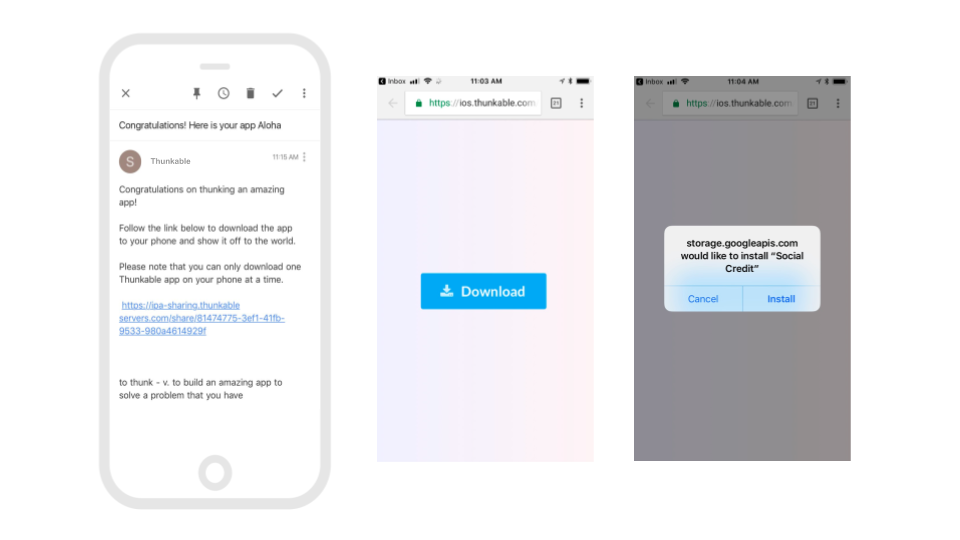 Congratulations! Here is your app Aloha
S
Thunkable
11:15 AM
Congratulations on thunking an amazing
app!
Follow the link below to download the app
to your phone and show it off to the world.
Please note that you can only download one
Thunkable app on your phone at a time.
https://ipa-sharing.thunkable
servers.com/share/81474775-3ef1-41fb-
9533-980a4614929f
to thunk - v. to build an amazing app to
solve a problem that you have
Inbox
11:03 AM
https://ios.thunkable.com
21
Download
Inbox
11:04 AM
https://ios.thunkable.com
21
storage.googleapis.com
would like to install “Social
Credit”
Cancel
Install